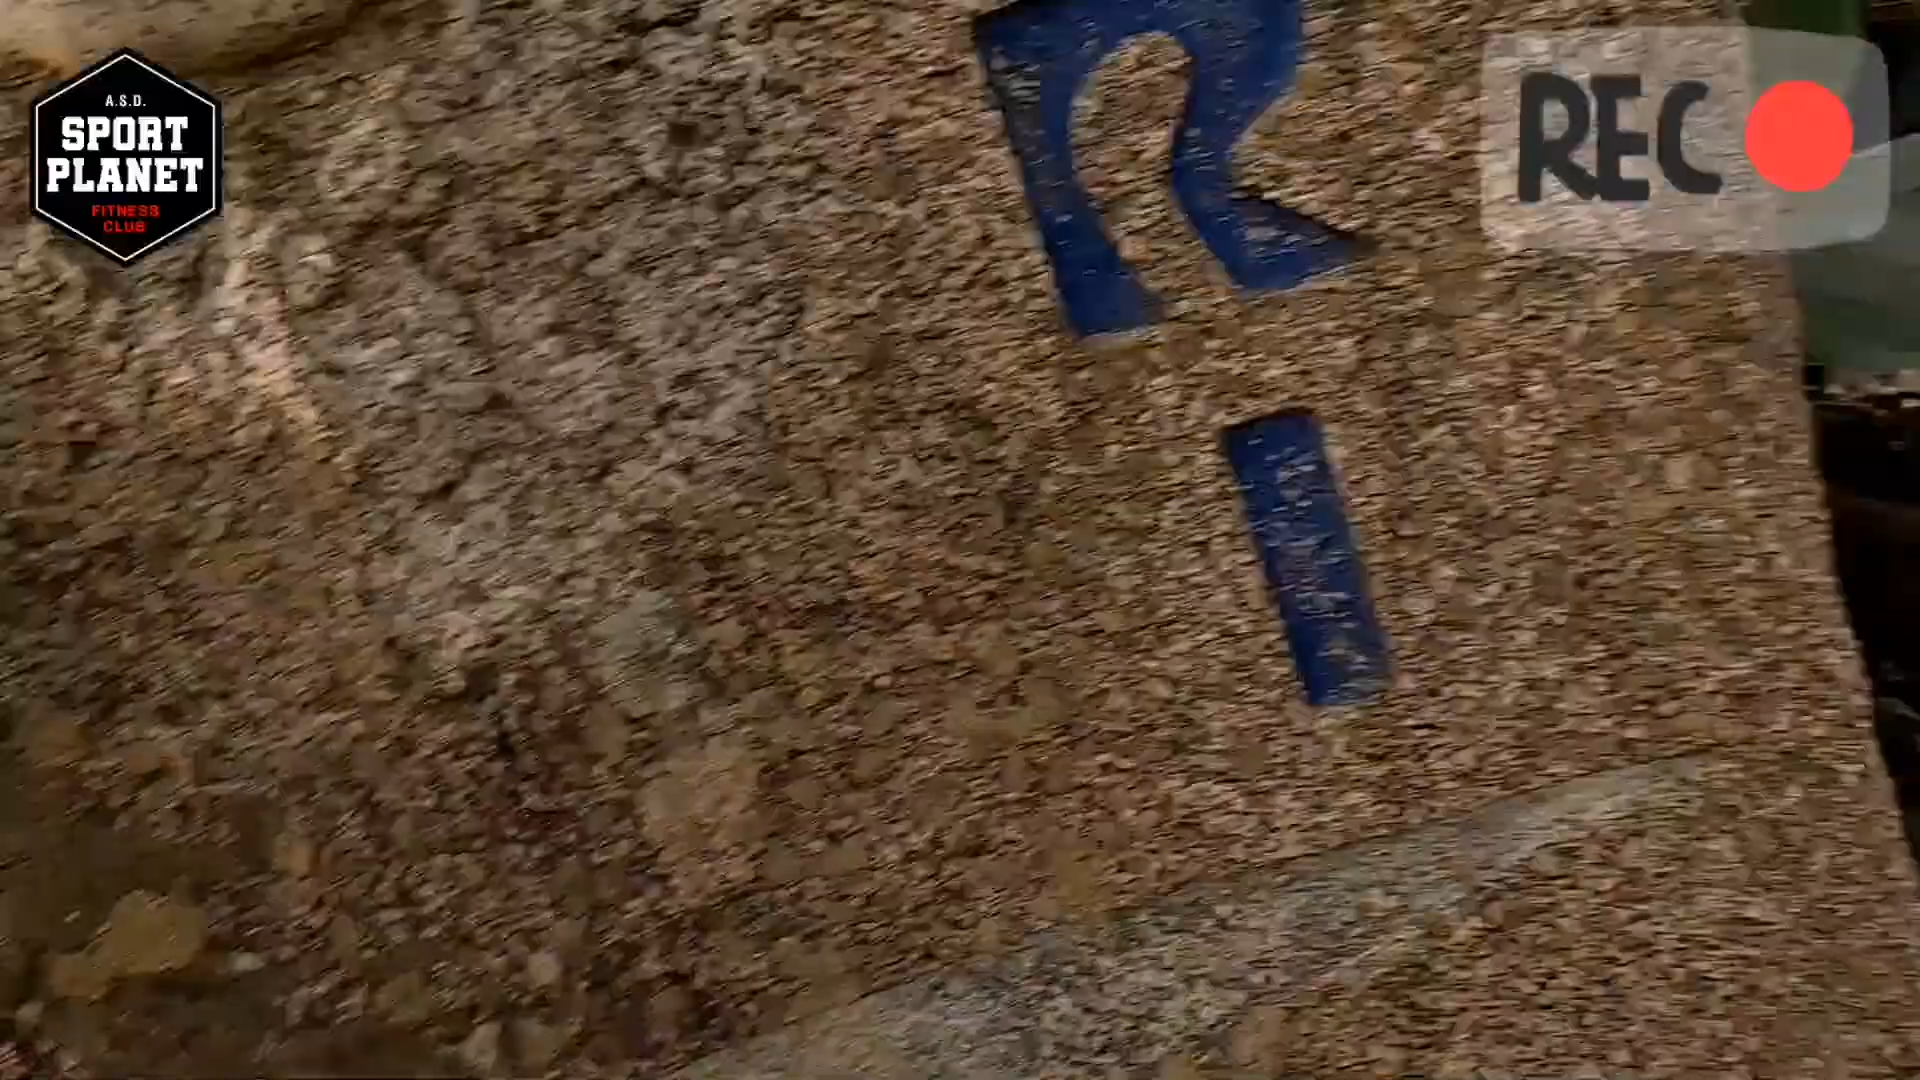 A.S.D.
SPORT
PLANET
FITNESS
CLUB
REC
R
I